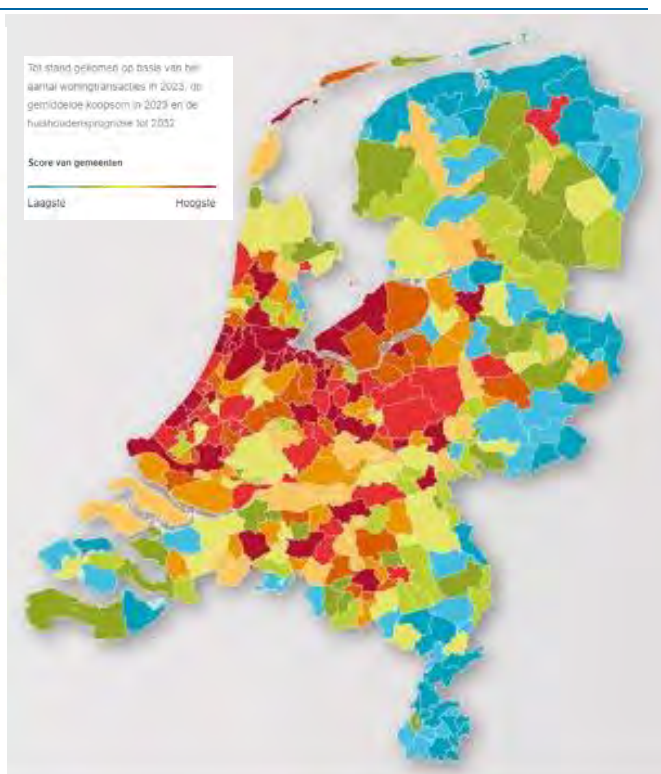 Tot stand gekomen op basis van het
aantal woningtransacties in 2023, de
gemiddelde koopsom in 2023 en de
huishoudensprognose tot 2032
Score van gemeenten
Laagste
Hoogste